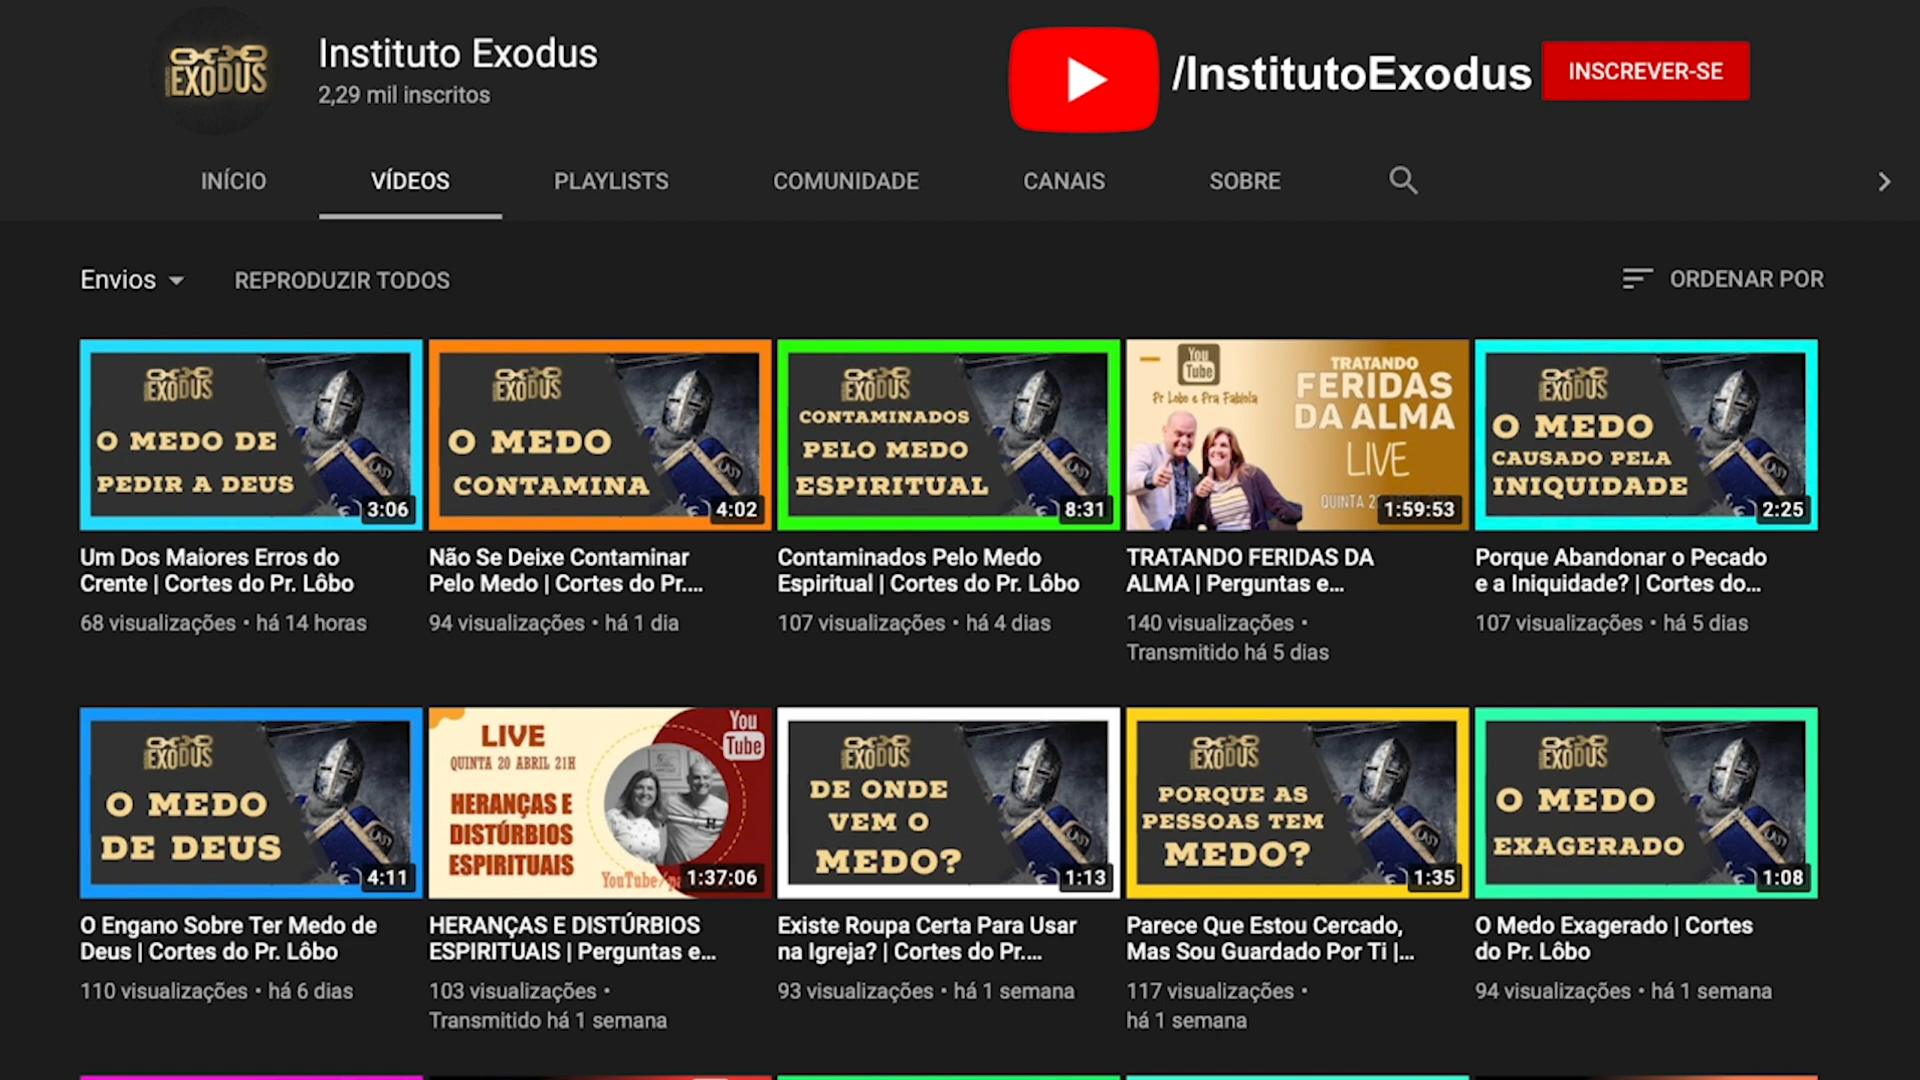 EXODUS
Instituto Exodus
2,29 mil inscritos
/InstitutoExodus
INSCREVER-SE
INÍCIO
VÍDEOS
PLAYLISTS
COMUNIDADE
CANAIS
SOBRE
Envios
REPRODUZIR TODOS
ORDENAR POR
EXODUS
O MEDO DE
PEDIR A DEUS
3:06
EXODUS
O MEDO
CONTAMINA
4:02
EXODUS
CONTAMINADOS
PELO MEDO
ESPIRITUAL
8:31
You
Tube
Pr Lobo e Pra Fabiola
TRATANDO
FERIDAS
DA ALMA
LIVE
QUINTA
1:59:53
EXODUS
O MEDO
CAUSADO PELA
INIQUIDADE
2:25
Um Dos Maiores Erros do
Crente | Cortes do Pr. Lôbo
68 visualizações • há 14 horas
Não Se Deixe Contaminar
Pelo Medo | Cortes do Pr....
94 visualizações • há 1 dia
Contaminados Pelo Medo
Espiritual | Cortes do Pr. Lôbo
107 visualizações • há 4 dias
TRATANDO FERIDAS DA
ALMA | Perguntas e...
140 visualizações •
Transmitido há 5 dias
Porque Abandonar o Pecado
e a Iniquidade? | Cortes do...
107 visualizações • há 5 dias
EXODUS
O MEDO
DE DEUS
4:11
LIVE
QUINTA 20 ABRIL 21H
HERANÇAS E
DISTÚRBIOS
ESPIRITUAIS
You
Tube
1:37:06
EXODUS
DE ONDE
VEM O
MEDO?
1:13
EXODUS
PORQUE AS
PESSOAS TEM
MEDO?
1:35
EXODUS
O MEDO
EXAGERADO
1:08
O Engano Sobre Ter Medo de
Deus | Cortes do Pr. Lôbo
110 visualizações • há 6 dias
HERANÇAS E DISTÚRBIOS
ESPIRITUAIS | Perguntas e...
103 visualizações •
Transmitido há 1 semana
Existe Roupa Certa Para Usar
na Igreja? | Cortes do Pr....
93 visualizações • há 1 semana
Parece Que Estou Cercado,
Mas Sou Guardado Por Ti |...
117 visualizações •
há 1 semana
O Medo Exagerado | Cortes
do Pr. Lôbo
94 visualizações • há 1 semana